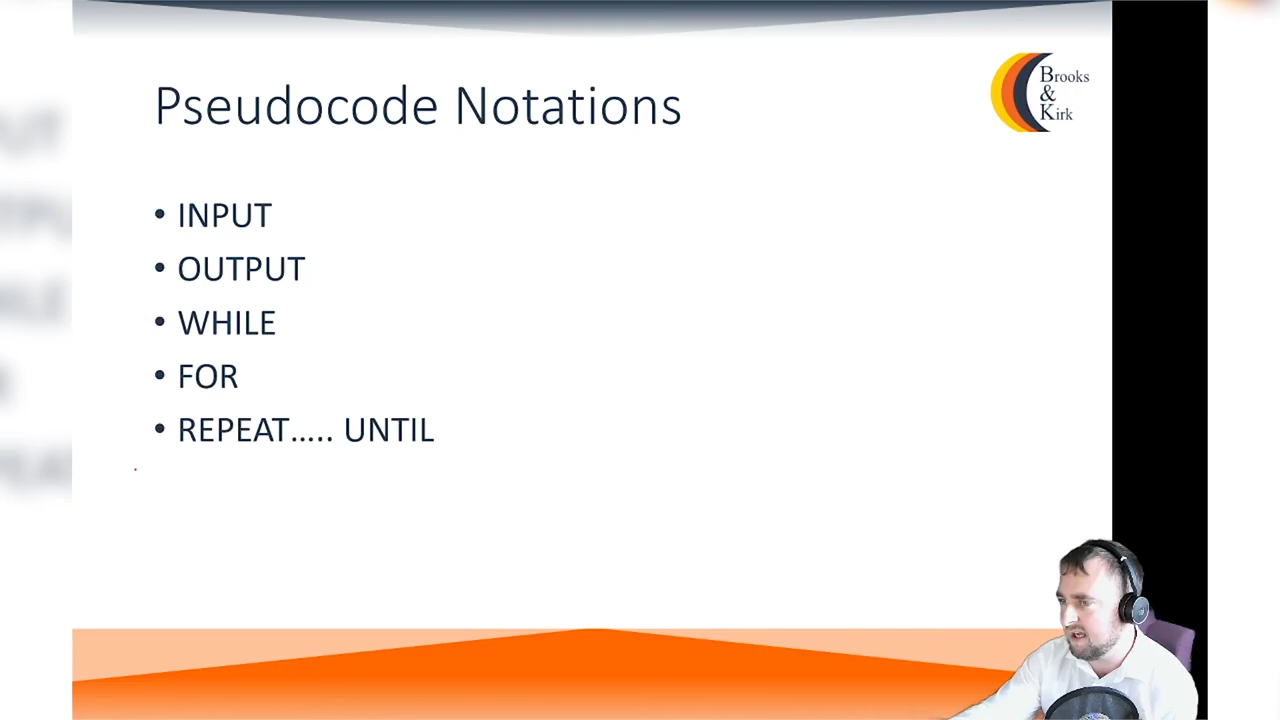 Pseudocode Notations
Brooks
&
Kirk
• INPUT
• OUTPUT
• WHILE
• FOR
• REPEAT..... UNTIL